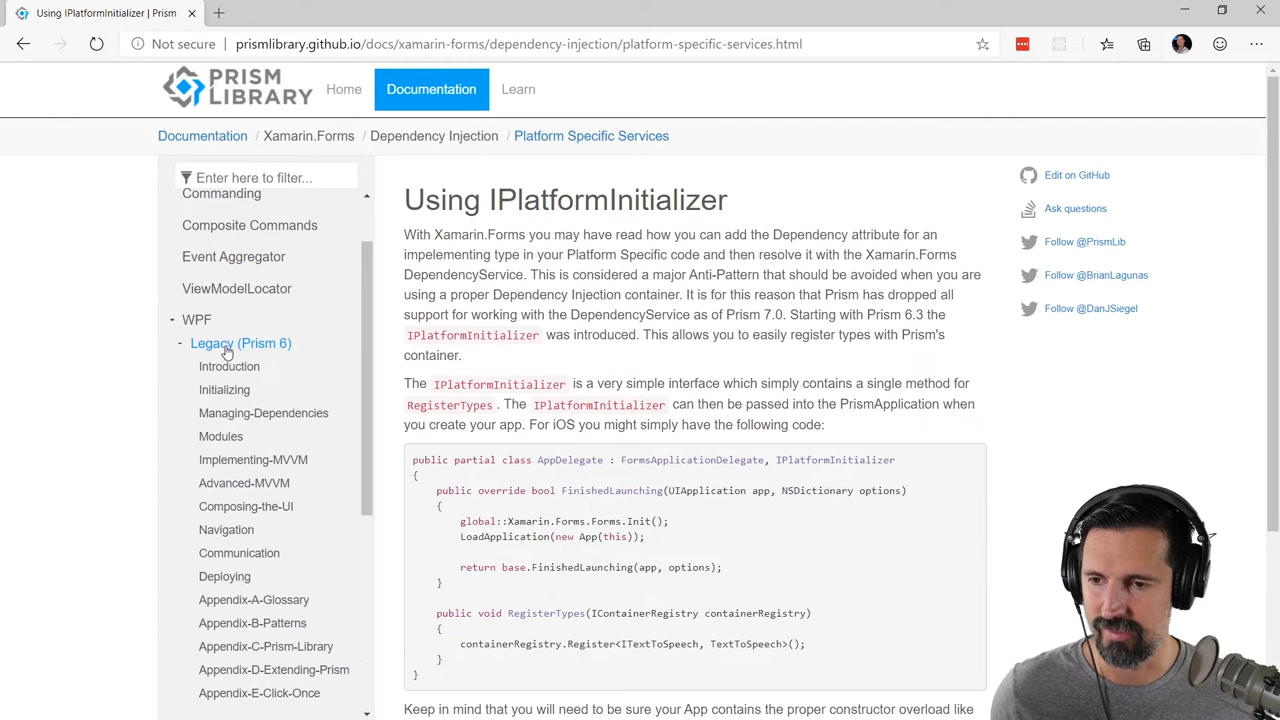 Using IPlatformInitializer | Prism
Not secure | prismlibrary.github.io/docs/xamarin-forms/dependency-injection/platform-specific-services.html
PRISM
LIBRARY
Home
Documentation
Learn
Documentation / Xamarin.Forms / Dependency Injection / Platform Specific Services
Enter here to filter...
Commanding
Composite Commands
Event Aggregator
ViewModelLocator
- WPF
- Legacy (Prism 6)
Introduction
Initializing
Managing-Dependencies
Modules
Implementing-MVVM
Advanced-MVVM
Composing-the-UI
Navigation
Communication
Deploying
Appendix-A-Glossary
Appendix-B-Patterns
Appendix-C-Prism-Library
Appendix-D-Extending-Prism
Appendix-E-Click-Once
Using IPlatformInitializer
With Xamarin.Forms you may have read how you can add the Dependency attribute for an
impelementing type in your Platform Specific code and then resolve it with the Xamarin.Forms
DependencyService. This is considered a major Anti-Pattern that should be avoided when you are
using a proper Dependency Injection container. It is for this reason that Prism has dropped all
support for working with the DependencyService as of Prism 7.0. Starting with Prism 6.3 the
IPlatformInitializer was introduced. This allows you to easily register types with Prism's
container.
The IPlatformInitializer is a very simple interface which simply contains a single method for
RegisterTypes . The IPlatformInitializer can then be passed into the PrismApplication when
you create your app. For iOS you might simply have the following code:
public partial class AppDelegate : FormsApplicationDelegate, IPlatformInitializer
{
public override bool FinishedLaunching(UIApplication app, NSDictionary options)
{
global::Xamarin.Forms.Forms.Init();
LoadApplication(new App(this));
return base.FinishedLaunching(app, options);
}
public void RegisterTypes(IContainerRegistry containerRegistry)
{
containerRegistry.Register<ITextToSpeech, TextToSpeech>();
}
}
Keep in mind that you will need to be sure your App contains the proper constructor overload like
Edit on GitHub
Ask questions
Follow @PrismLib
Follow @BrianLagunas
Follow @DanJSiegel